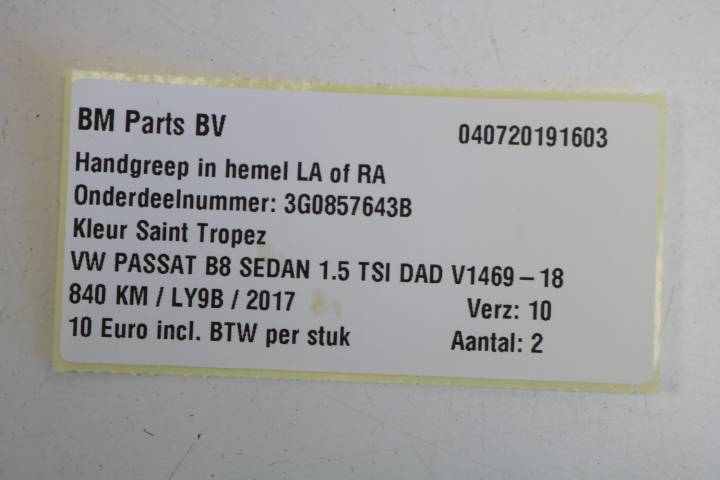 BM Parts BV 040720191603
Handgreep in hemel LA of RA
Onderdeelnummer: 3G0857643B
Kleur Saint Tropez
VW PASSAT B8 SEDAN 1.5 TSI DAD V1469-18
840 KM / LY9B / 2017 Verz: 10
10 Euro incl. BTW per stuk Aantal: 2